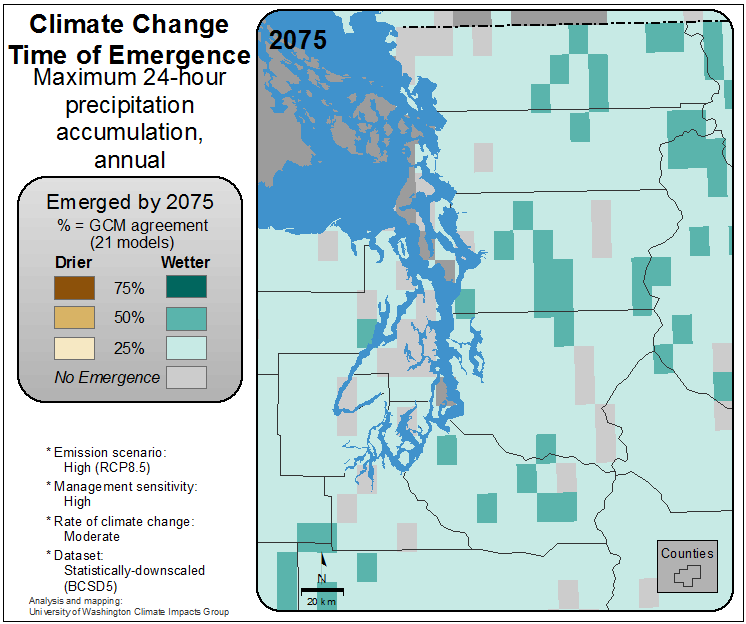 Climate Change
Time of Emergence
Maximum 24-hour
precipitation
accumulation,
annual
Emerged by 2075
% = GCM agreement
(21 models)
Drier Wetter
75%
50%
25%
No Emergence
* Emission scenario:
High (RCP8.5)
* Management sensitivity:
High
* Rate of climate change:
Moderate
* Dataset:
Statistically-downscaled
(BCSD5)
Analysis and mapping:
University of Washington Climate Impacts Group
2075
Counties
N
20 km